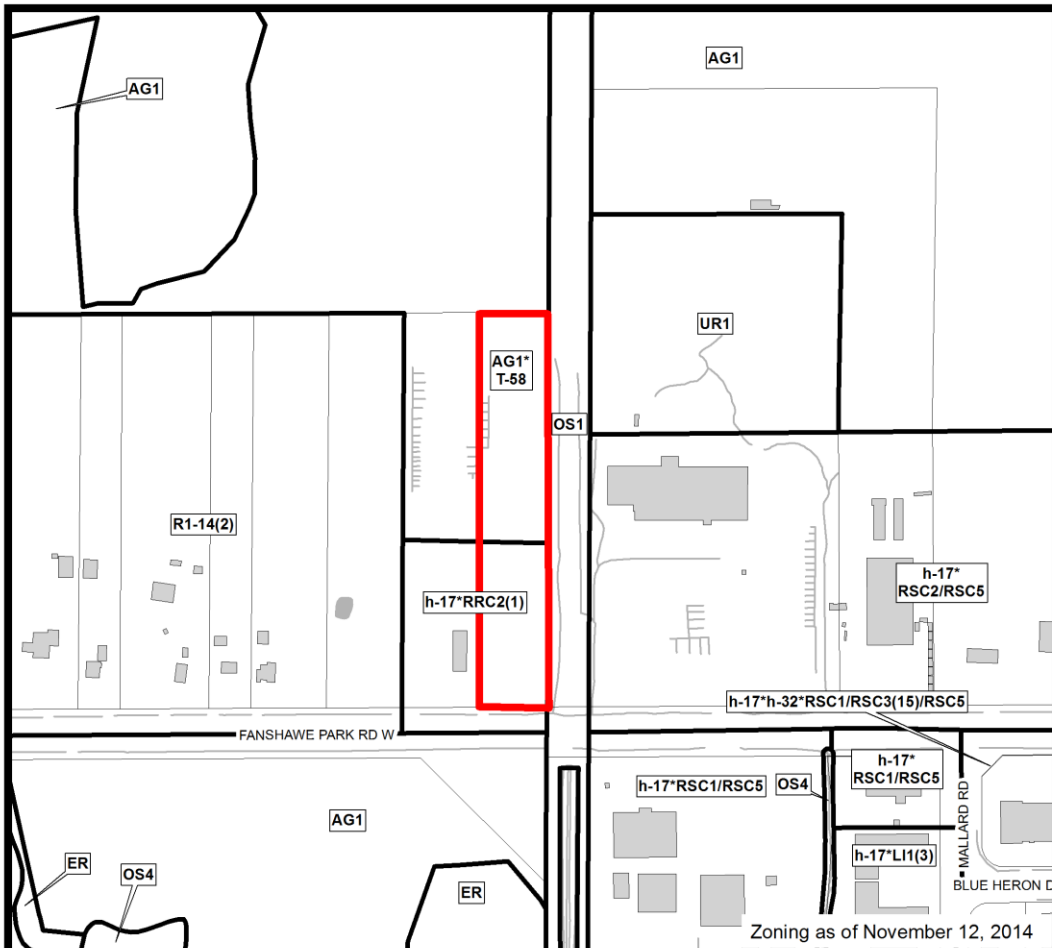 AG1
AG1
UR1
AG1*
T-58
OS1
R1-14(2)
h-17*
RSC2/RSC5
h-17*RRC2(1)
h-17*h-32*RSC1/RSC3(15)/RSC5
FANSHAWE PARK RD W
h-17*
RSC1/RSC5
h-17*RSC1/RSC5
OS4
MALLARD RD
AG1
h-17*LI1(3)
ER
OS4
ER
BLUE HERON D
Zoning as of November 12, 2014